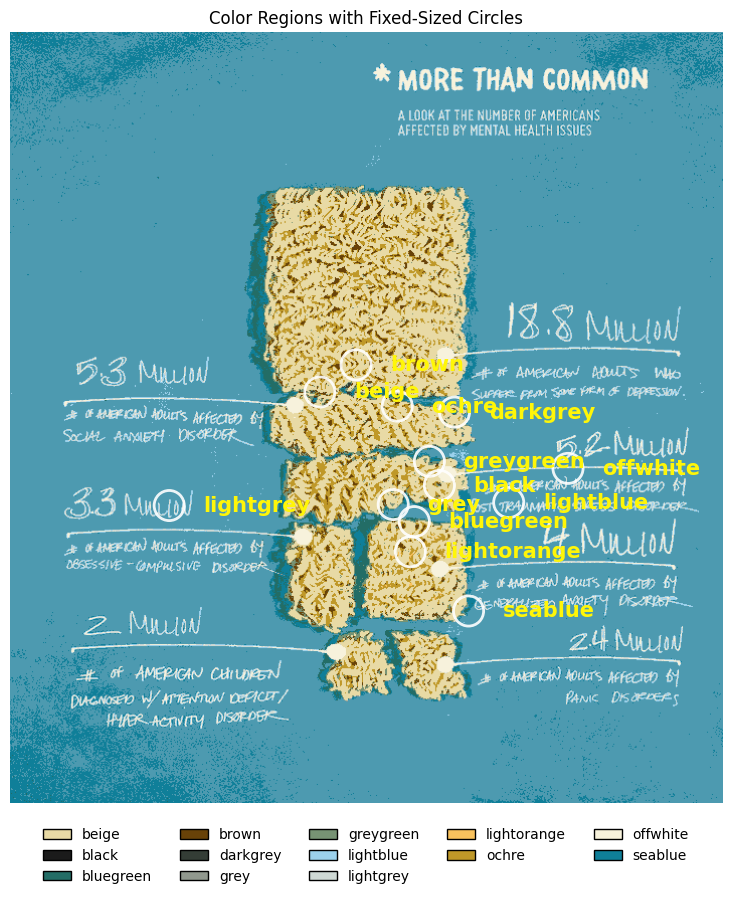 Color Regions with Fixed-Sized Circles
* MORE THAN COMMON
A LOOK AT THE NUMBER OF AMERICANS
AFFECTED BY MENTAL HEALTH ISSUES
18.8 MILLION
# OF AMERICAN ADULTS WHO
SUFFER FROM SOME FORM OF DEPRESSION.
5.3 MILLION
# OF AMERICAN ADULTS AFFECTED BY
SOCIAL ANXIETY DISORDER
brown
beige
ochre
darkgrey
5.2 MILLION
greygreen
offwhite
black
ADULTS AFFECTED BY
POST TRAUMATIC DISORDER
3.3 MILLION
lightgrey
grey
lightblue
bluegreen
# OF AMERICAN ADULTS AFFECTED BY
OBSESSIVE-COMPULSIVE DISORDER
4 MILLION
lightorange
# OF AMERICAN ADULTS AFFECTED BY
GENERALIZED ANXIETY DISORDER
seablue
2 MILLION
# OF AMERICAN CHILDREN
DIAGNOSED W/ ATTENTION DEFICIT/
HYPER ACTIVITY DISORDER
2.4 MILLION
# OF AMERICAN ADULTS AFFECTED BY
PANIC DISORDERS
beige brown greygreen lightorange offwhite
black darkgrey lightblue ochre seablue
bluegreen grey lightgrey